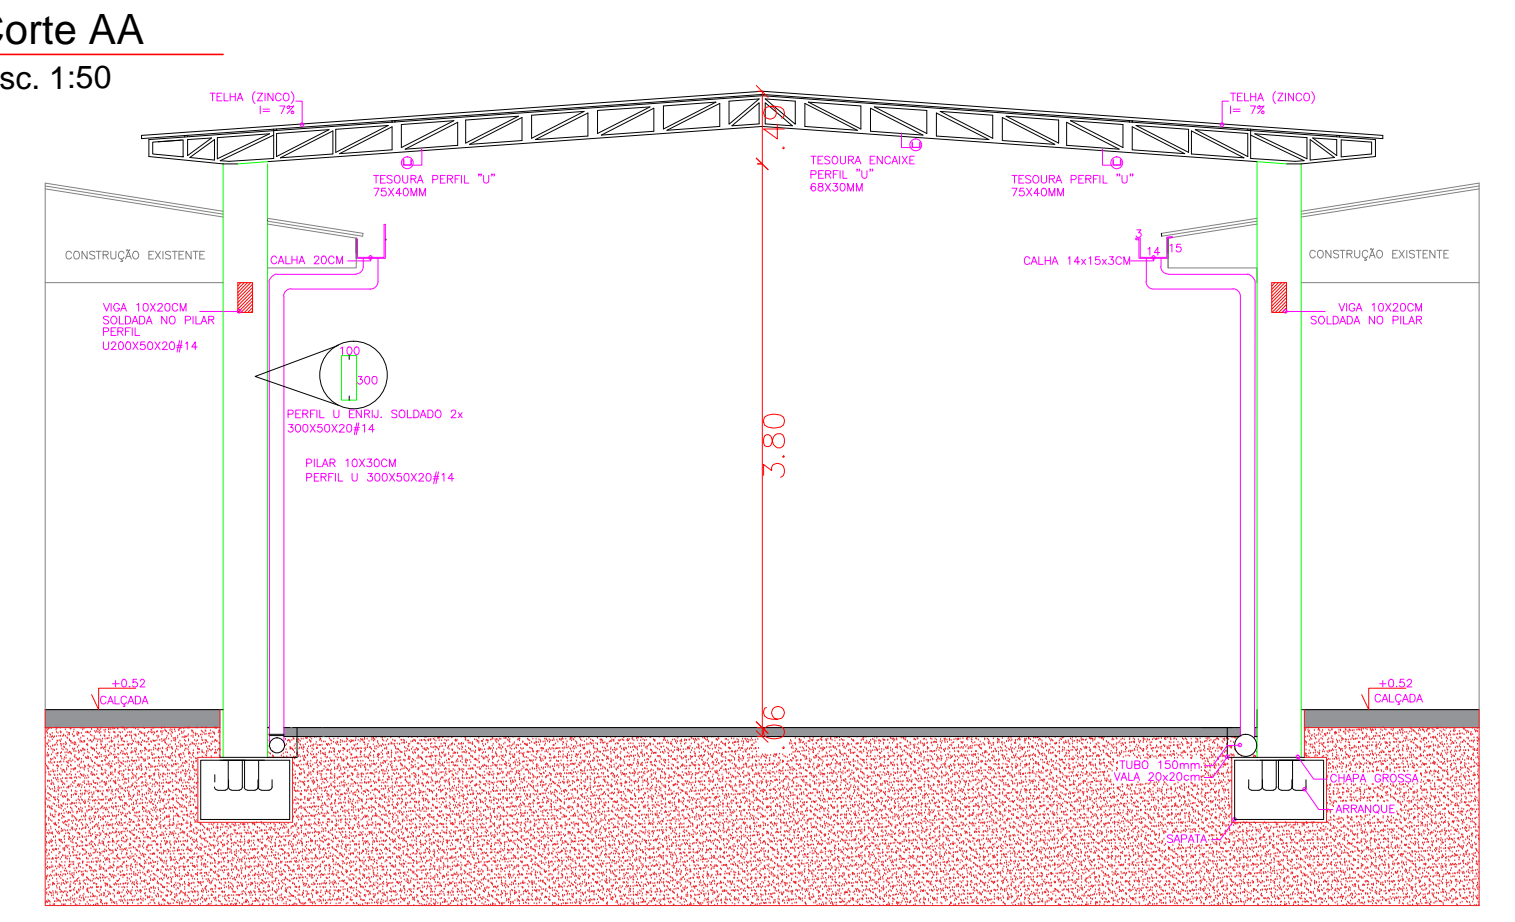 Corte AA
sc. 1:50
TELHA (ZINCO)
I= 7%
TELHA (ZINCO)
I= 7%
.49
TESOURA PERFIL "U"
75X40MM
TESOURA ENCAIXE
PERFIL "U"
68X30MM
TESOURA PERFIL "U"
75X40MM
CONSTRUÇÃO EXISTENTE
CALHA 20CM
CALHA 14x15x3CM
3
14
15
CONSTRUÇÃO EXISTENTE
VIGA 10X20CM
SOLDADA NO PILAR
PERFIL
U200X50X20#14
VIGA 10X20CM
SOLDADA NO PILAR
100
300
PERFIL U ENRIJ. SOLDADO 2x
300X50X20#14
PILAR 10X30CM
PERFIL U 300X50X20#14
3.80
+0.52
CALÇADA
+0.52
CALÇADA
.06
TUBO 150mm
VALA 20x20cm
CHAPA GROSSA
ARRANQUE
SAPATA